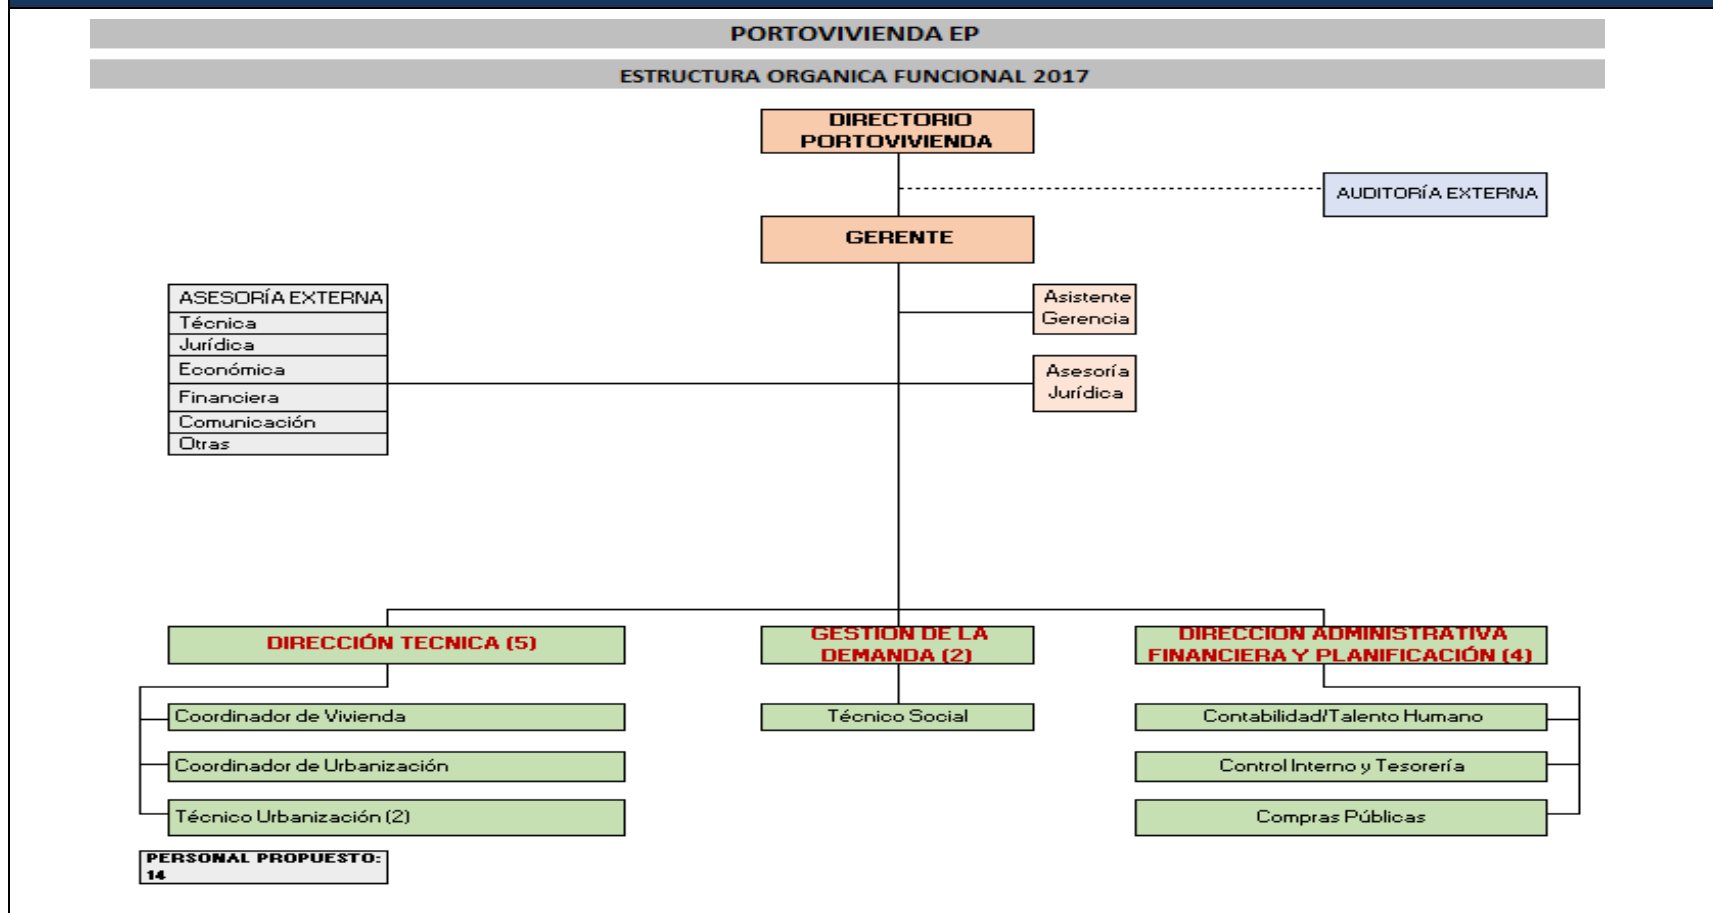 PORTOVIVIENDA EP
ESTRUCTURA ORGANICA FUNCIONAL 2017
DIRECTORIO
PORTOVIVIENDA
AUDITORÍA EXTERNA
GERENTE
ASESORÍA EXTERNA
Técnica
Jurídica
Económica
Financiera
Comunicación
Otras
Asistente
Gerencia
Asesoría
Jurídica
DIRECCIÓN TECNICA (5)
Coordinador de Vivienda
Coordinador de Urbanización
Técnico Urbanización (2)
GESTION DE LA
DEMANDA (2)
Técnico Social
DIRECCION ADMINISTRATIVA
FINANCIERA Y PLANIFICACIÓN (4)
Contabilidad/Talento Humano
Control Interno y Tesorería
Compras Públicas
PERSONAL PROPUESTO:
14